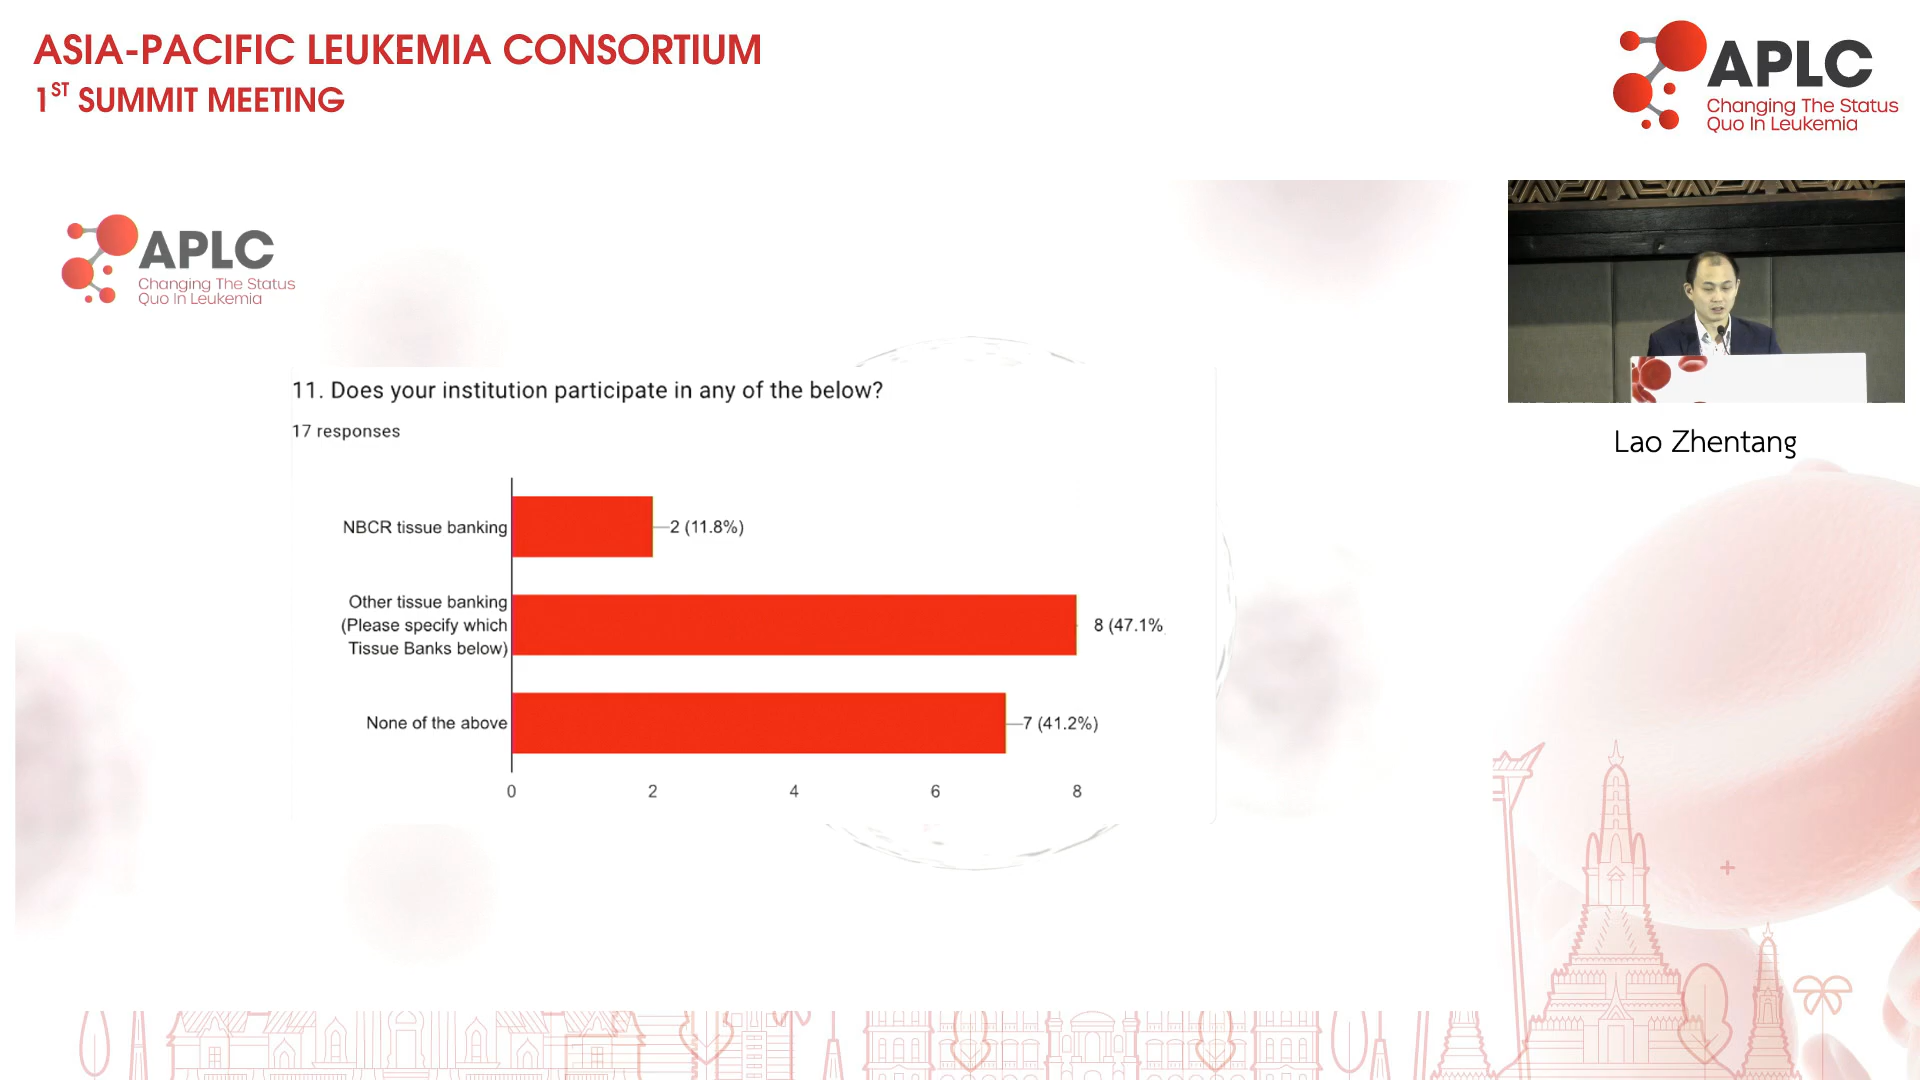 ASIA-PACIFIC LEUKEMIA CONSORTIUM
1ST SUMMIT MEETING
APLC
Changing The Status
Quo In Leukemia
APLC
Changing The Status
Quo In Leukemia
Lao Zhentang
11. Does your institution participate in any of the below?
17 responses
NBCR tissue banking
2 (11.8%)
Other tissue banking
(Please specify which
Tissue Banks below)
8 (47.1%
None of the above
7 (41.2%)
0 2 4 6 8